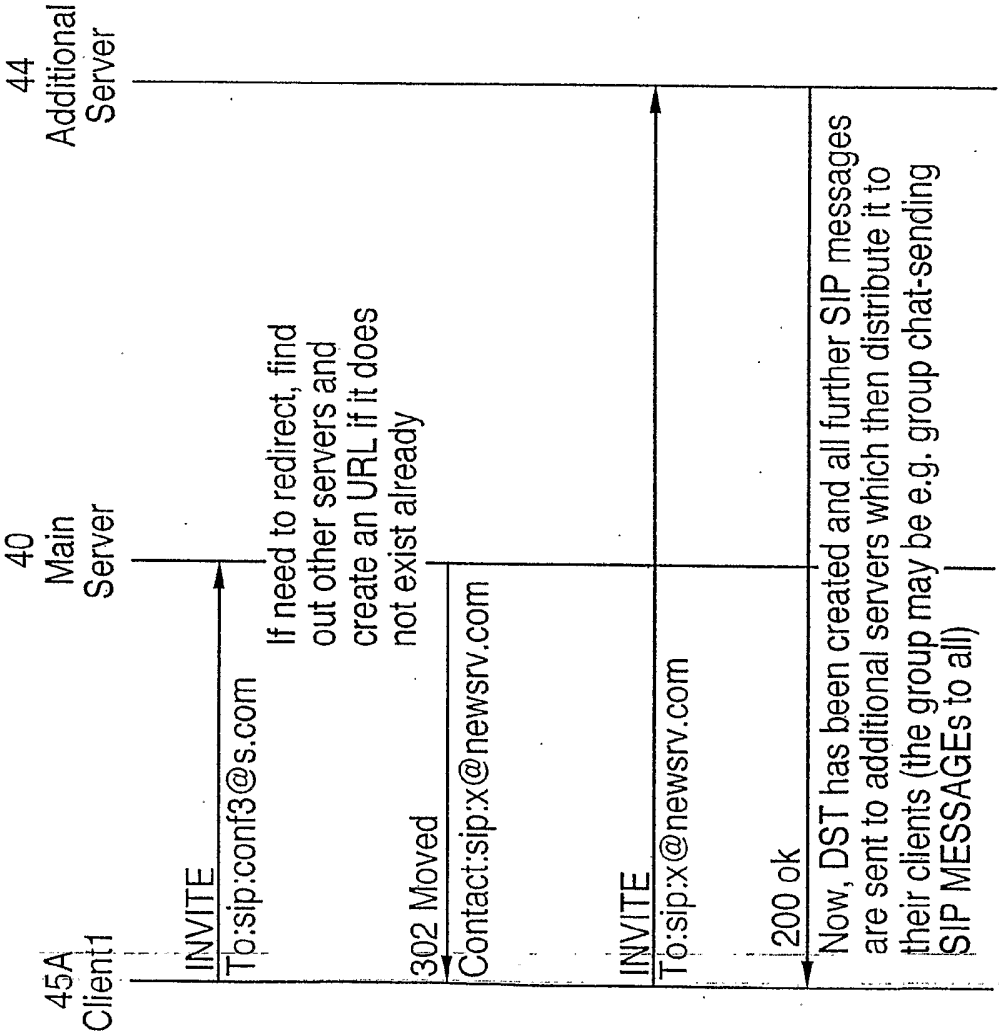 45A
Client1
40
Main
Server
44
Additional
Server
INVITE
To:sip:conf3@s.com
If need to redirect, find
out other servers and
create an URL if it does
not exist already
302 Moved
Contact:sip:x@newsrv.com
INVITE
To:sip:x@newsrv.com
200 ok
Now, DST has been created and all further SIP messages
are sent to additional servers which then distribute it to
their clients (the group may be e.g. group chat-sending
SIP MESSAGEs to all)